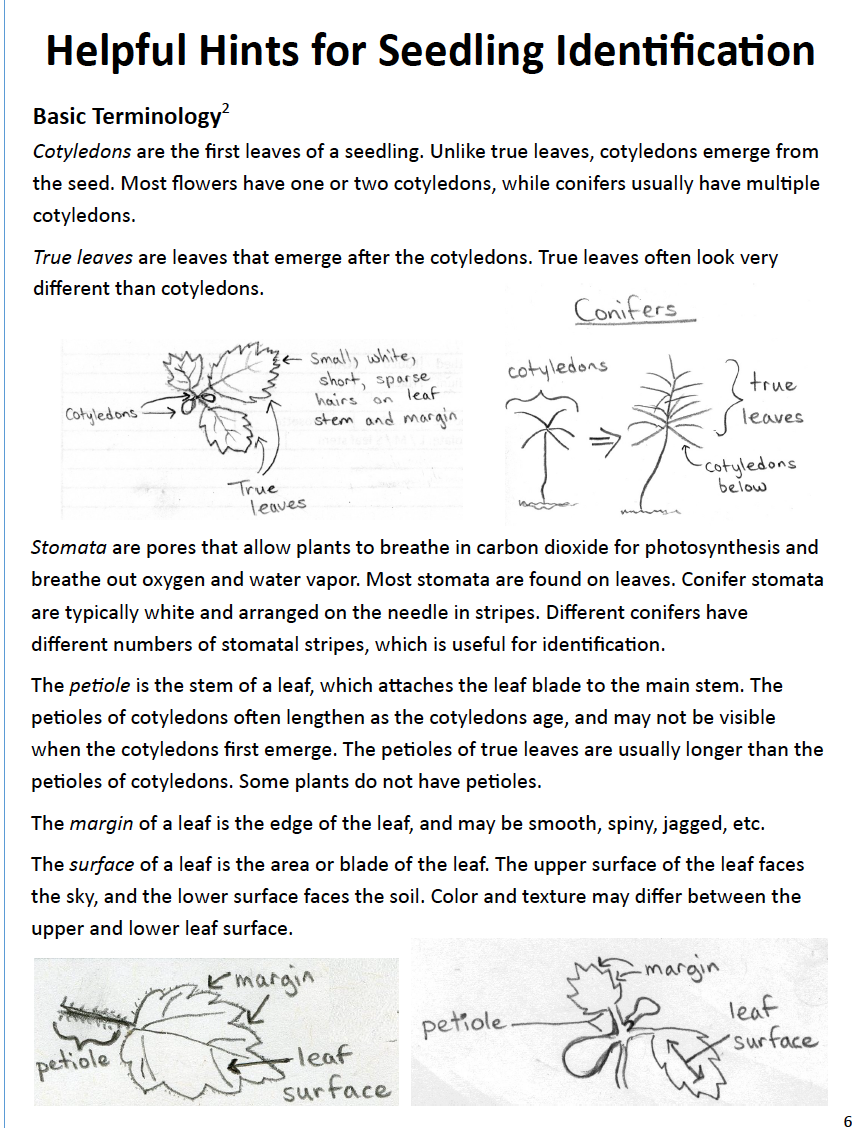 Helpful Hints for Seedling Identification
Basic Terminology2
Cotyledons are the first leaves of a seedling. Unlike true leaves, cotyledons emerge from
the seed. Most flowers have one or two cotyledons, while conifers usually have multiple
cotyledons.
True leaves are leaves that emerge after the cotyledons. True leaves often look very
different than cotyledons.
Small, white,
short, sparse
hairs on leaf
stem and margin
Cotyledons
True
leaves
Conifers
cotyledons
true
leaves
cotyledons
below
Stomata are pores that allow plants to breathe in carbon dioxide for photosynthesis and
breathe out oxygen and water vapor. Most stomata are found on leaves. Conifer stomata
are typically white and arranged on the needle in stripes. Different conifers have
different numbers of stomatal stripes, which is useful for identification.
The petiole is the stem of a leaf, which attaches the leaf blade to the main stem. The
petioles of cotyledons often lengthen as the cotyledons age, and may not be visible
when the cotyledons first emerge. The petioles of true leaves are usually longer than the
petioles of cotyledons. Some plants do not have petioles.
The margin of a leaf is the edge of the leaf, and may be smooth, spiny, jagged, etc.
The surface of a leaf is the area or blade of the leaf. The upper surface of the leaf faces
the sky, and the lower surface faces the soil. Color and texture may differ between the
upper and lower leaf surface.
margin
petiole
leaf
surface
margin
petiole
leaf
surface
6